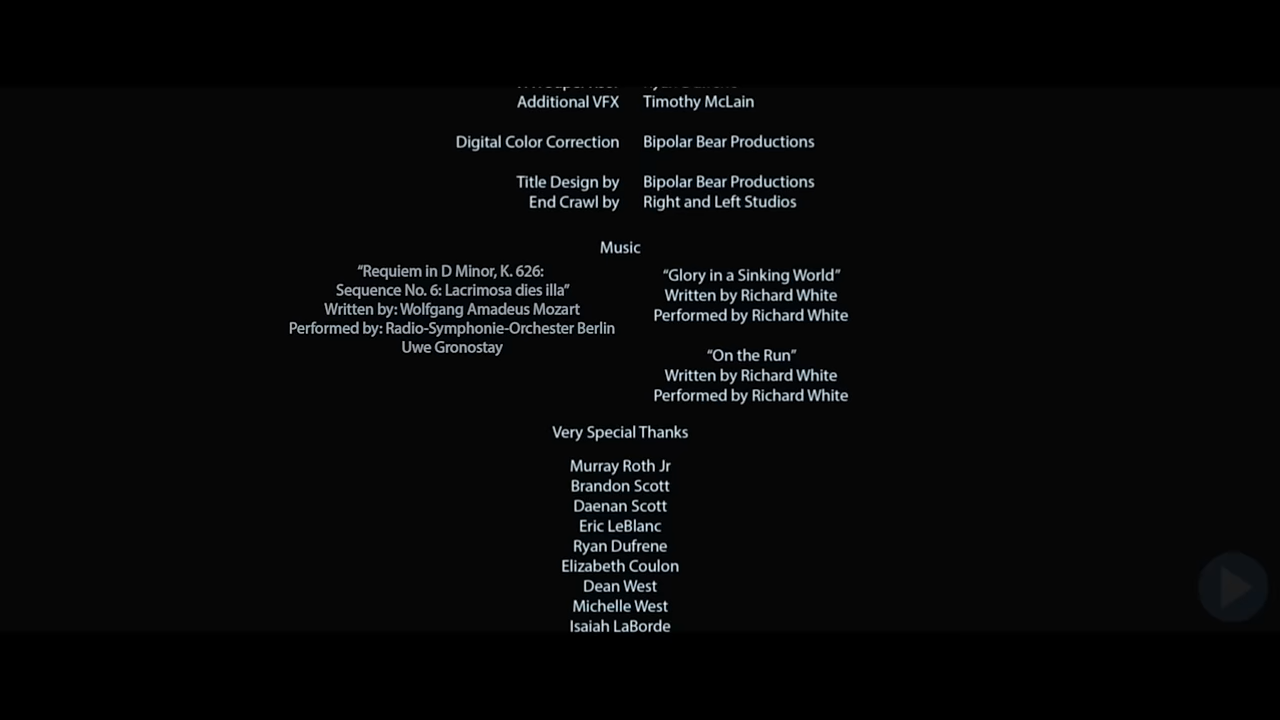 Additional VFX Timothy McLain
Digital Color Correction Bipolar Bear Productions
Title Design by Bipolar Bear Productions
End Crawl by Right and Left Studios
Music
“Requiem in D Minor, K. 626:
Sequence No. 6: Lacrimosa dies illa”
Written by: Wolfgang Amadeus Mozart
Performed by: Radio-Symphonie-Orchester Berlin
Uwe Gronostay
“Glory in a Sinking World”
Written by Richard White
Performed by Richard White
“On the Run”
Written by Richard White
Performed by Richard White
Very Special Thanks
Murray Roth Jr
Brandon Scott
Daenan Scott
Eric LeBlanc
Ryan Dufrene
Elizabeth Coulon
Dean West
Michelle West
Isaiah LaBorde